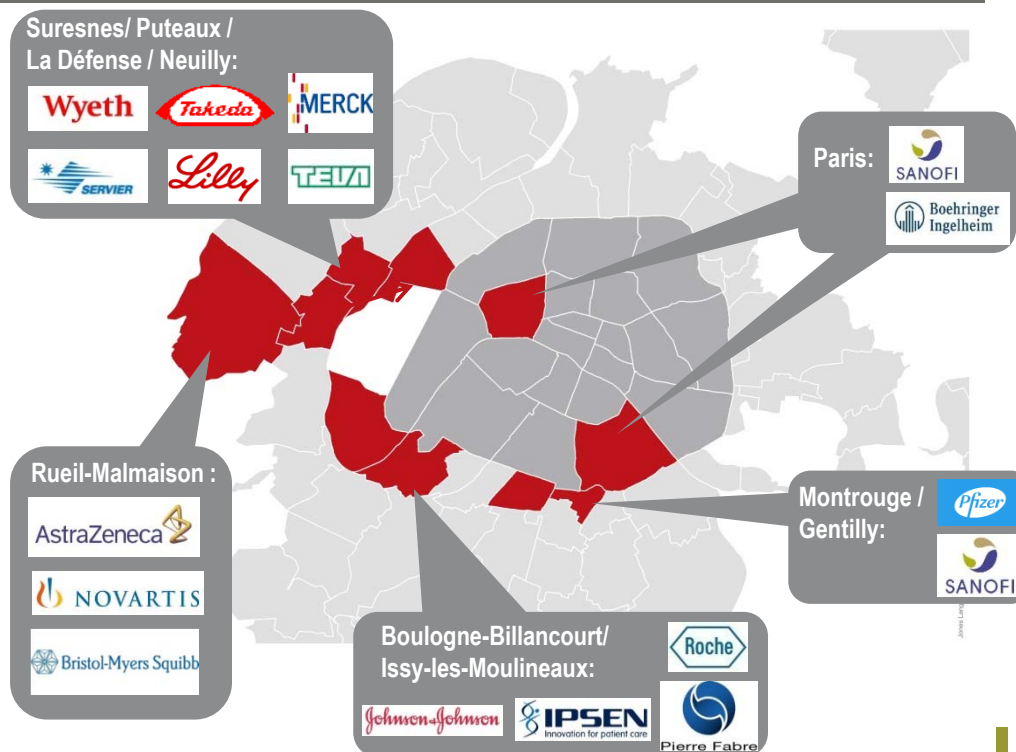 Suresnes/ Puteaux /
La Défense / Neuilly:
Wyeth
Takeda
MERCK
SERVIER
Lilly
TEVA
Paris:
SANOFI
Boehringer
Ingelheim
Rueil-Malmaison :
AstraZeneca
NOVARTIS
Bristol-Myers Squibb
Montrouge /
Gentilly:
Pfizer
SANOFI
Boulogne-Billancourt/
Issy-les-Moulineaux:
Roche
Johnson & Johnson
IPSEN
Innovation for patient care
Pierre Fabre
Jones Lang